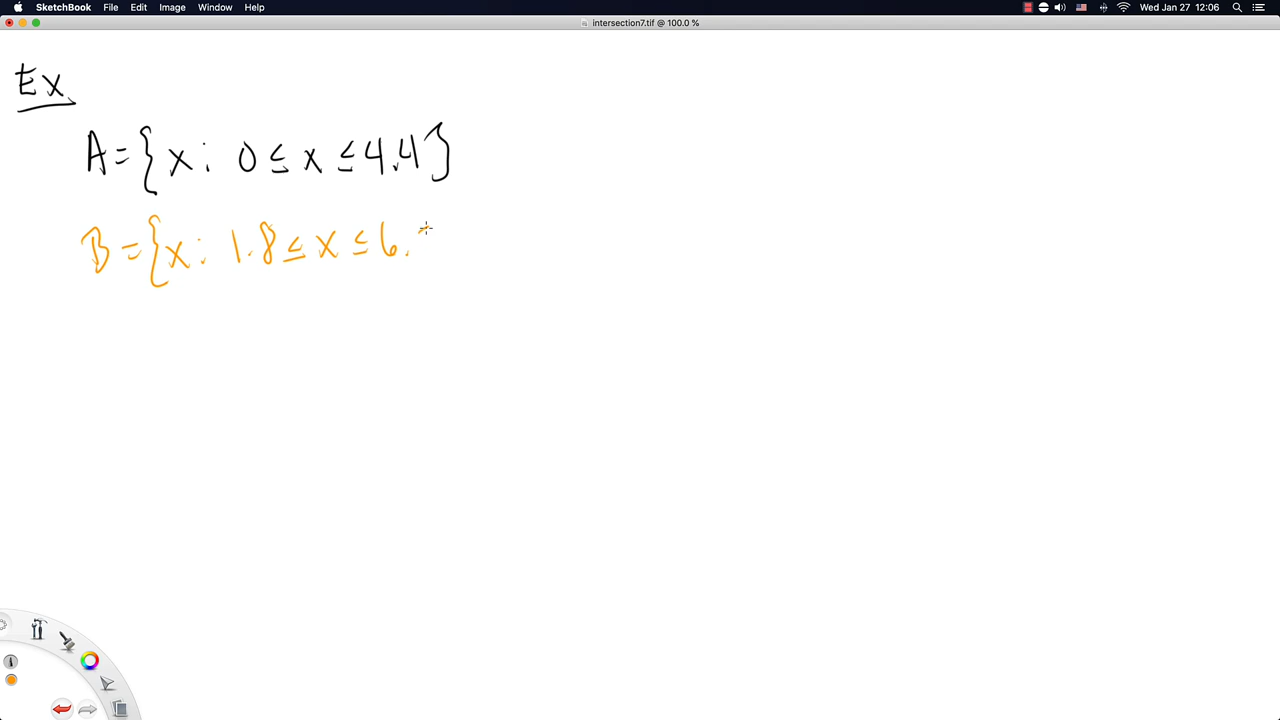 SketchBook File Edit Image Window Help Wed Jan 27 12:06
intersection7.tif @ 100.0 %
Ex
A={x: 0≤x≤4.4}
B={x: 1.8≤x≤6.